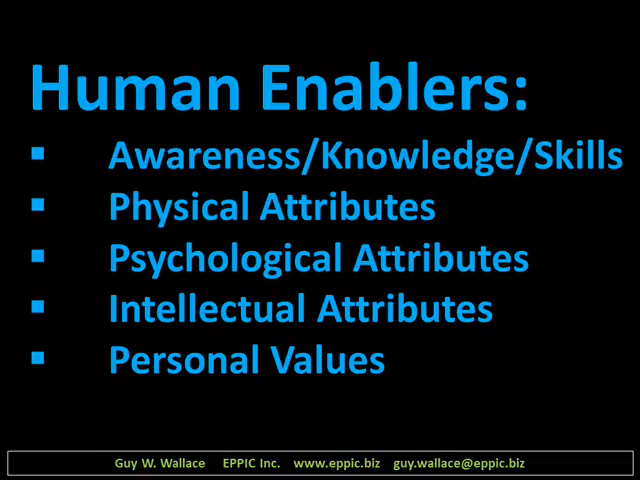 Human Enablers:
▪ Awareness/Knowledge/Skills
▪ Physical Attributes
▪ Psychological Attributes
▪ Intellectual Attributes
▪ Personal Values
Guy W. Wallace EPPIC Inc. www.eppic.biz guy.wallace@eppic.biz